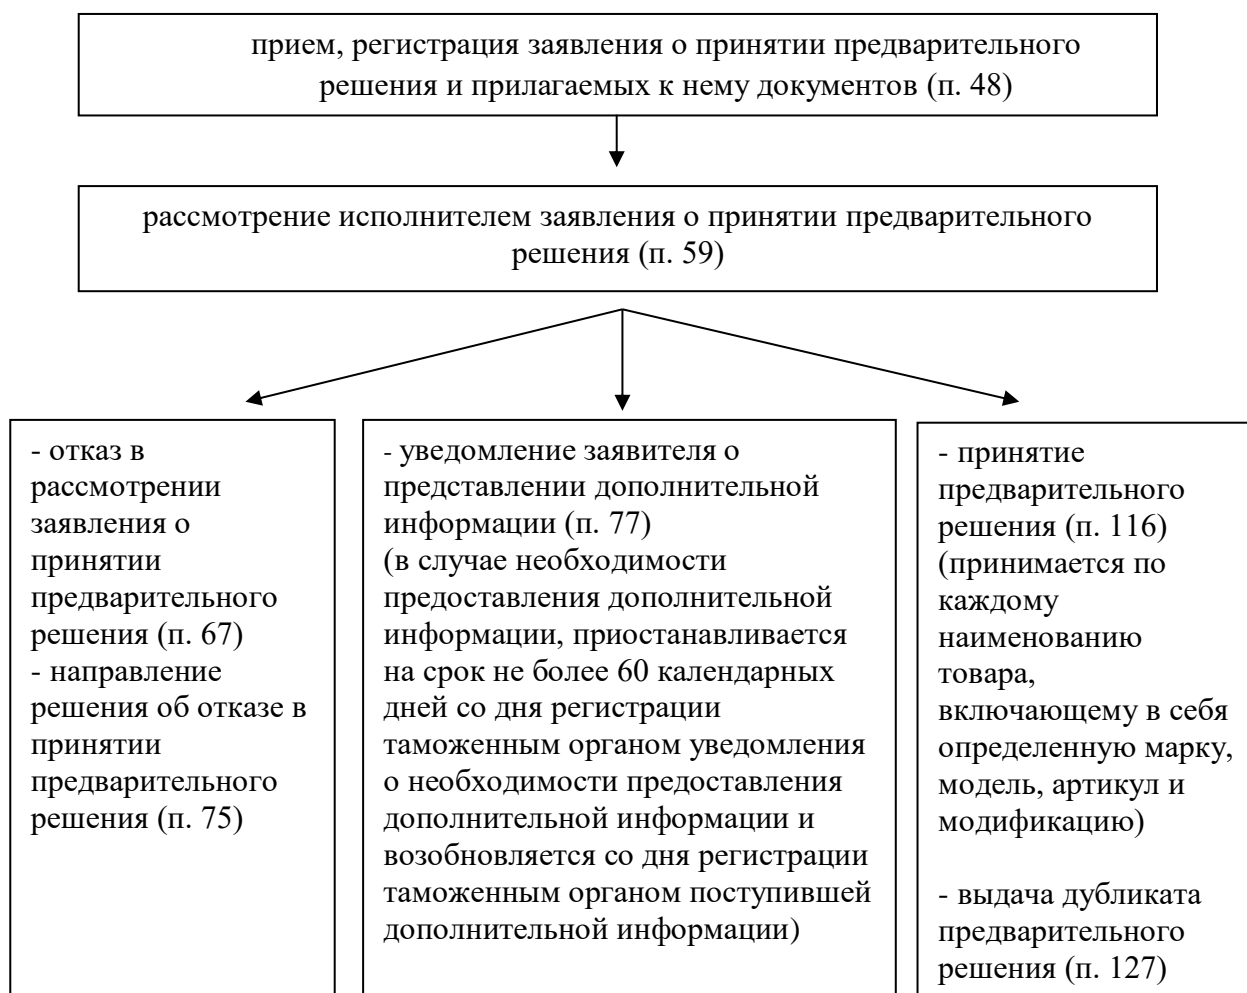 прием, регистрация заявления о принятии предварительного
решения и прилагаемых к нему документов (п. 48)
рассмотрение исполнителем заявления о принятии предварительного
решения (п. 59)
- отказ в
рассмотрении
заявления о
принятии
предварительного
решения (п. 67)
- направление
решения об отказе в
принятии
предварительного
решения (п. 75)
- уведомление заявителя о
представлении дополнительной
информации (п. 77)
(в случае необходимости
предоставления дополнительной
информации, приостанавливается
на срок не более 60 календарных
дней со дня регистрации
таможенным органом уведомления
о необходимости предоставления
дополнительной информации и
возобновляется со дня регистрации
таможенным органом поступившей
дополнительной информации)
- принятие
предварительного
решения (п. 116)
(принимается по
каждому
наименованию
товара,
включающему в себя
определенную марку,
модель, артикул и
модификацию)
- выдача дубликата
предварительного
решения (п. 127)